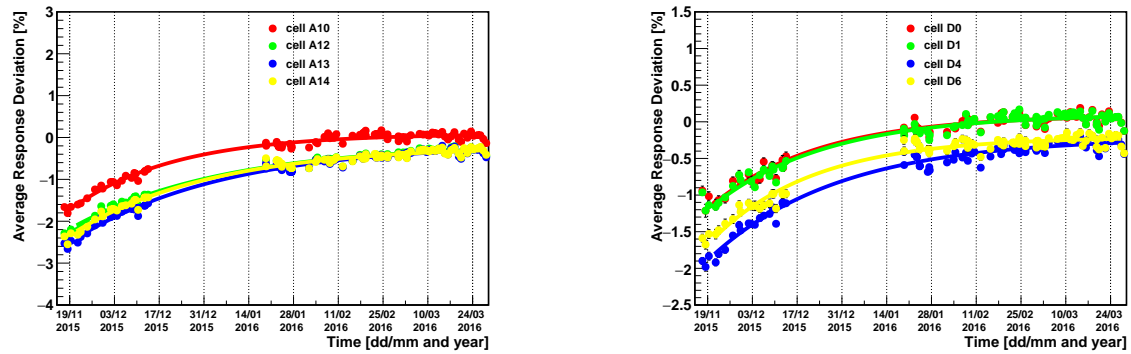 Average Response Deviation [%]
3
2
1
0
−1
−2
−3
−4
cell A10
cell A12
cell A13
cell A14
19/11 03/12 17/12 31/12 14/01 28/01 11/02 25/02 10/03 24/03
2015 2015 2015 2015 2016 2016 2016 2016 2016 2016
Time [dd/mm and year]
Average Response Deviation [%]
1.5
1
0.5
0
−0.5
−1
−1.5
−2
−2.5
cell D0
cell D1
cell D4
cell D6
19/11 03/12 17/12 31/12 14/01 28/01 11/02 25/02 10/03 24/03
2015 2015 2015 2015 2016 2016 2016 2016 2016 2016
Time [dd/mm and year]